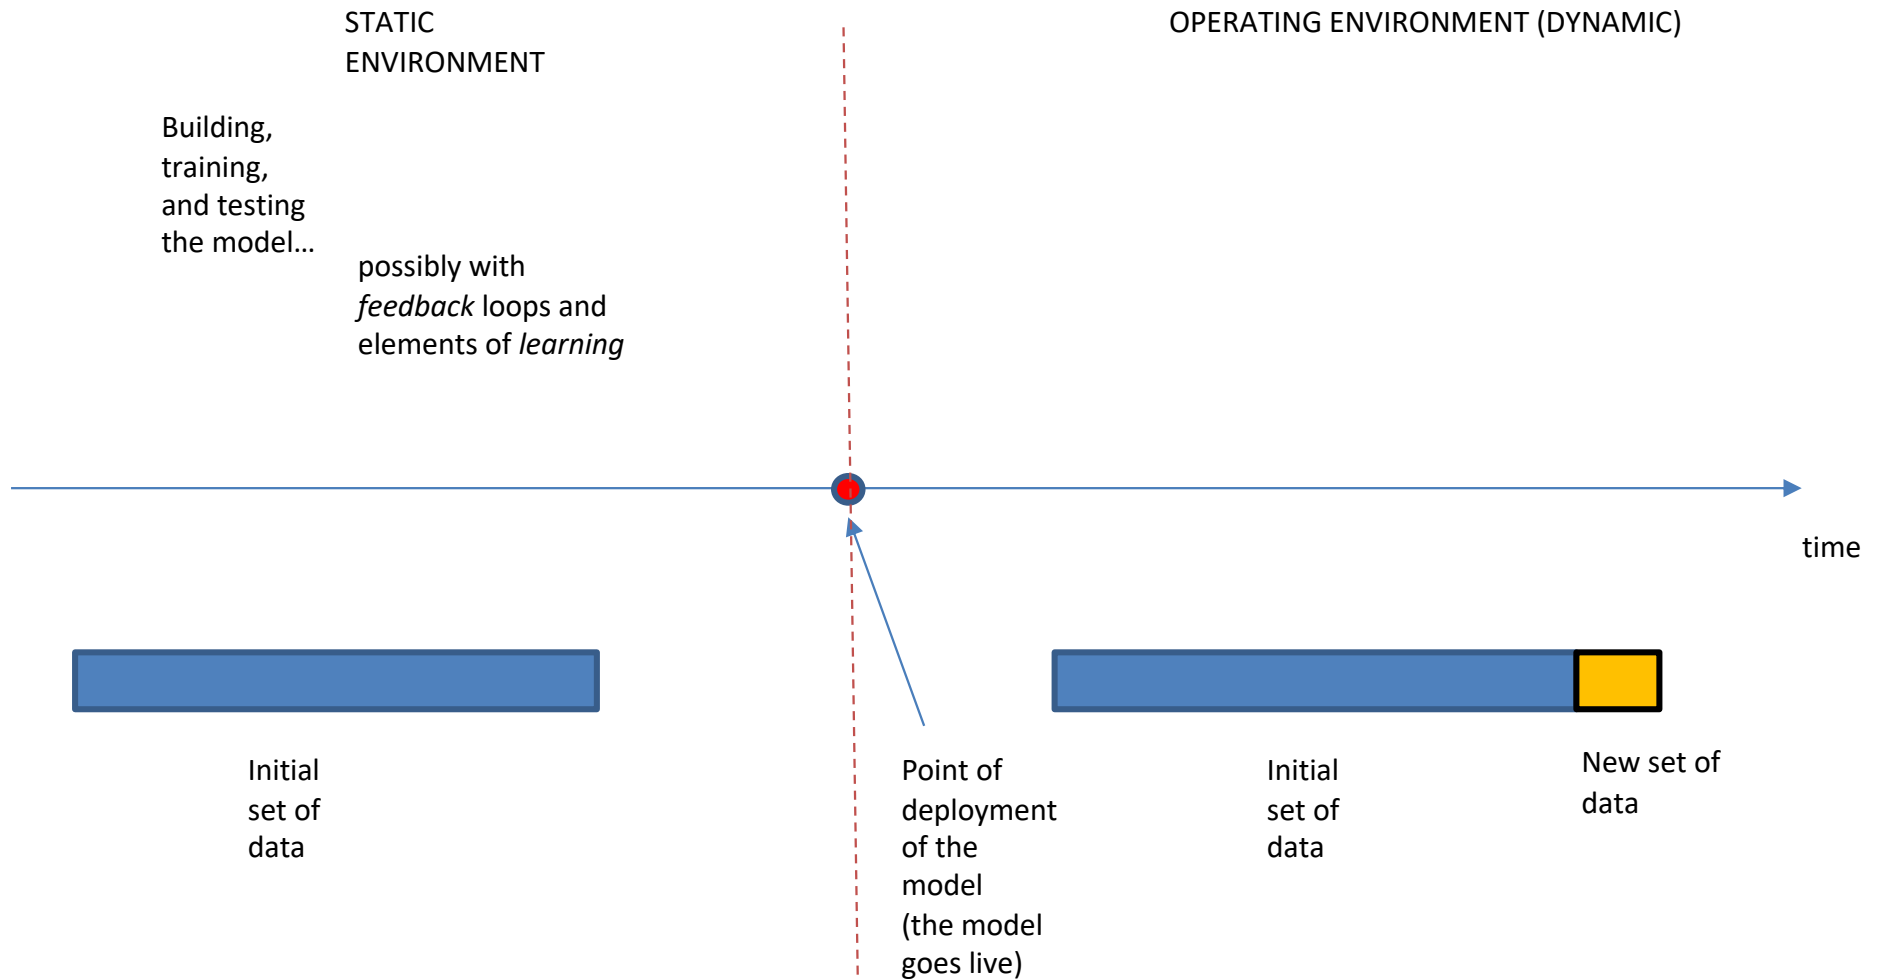 STATIC
ENVIRONMENT
OPERATING ENVIRONMENT (DYNAMIC)
Building,
training,
and testing
the model…
possibly with
feedback loops and
elements of learning
time
Initial
set of
data
Point of
deployment
of the
model
(the model
goes live)
Initial
set of
data
New set of
data